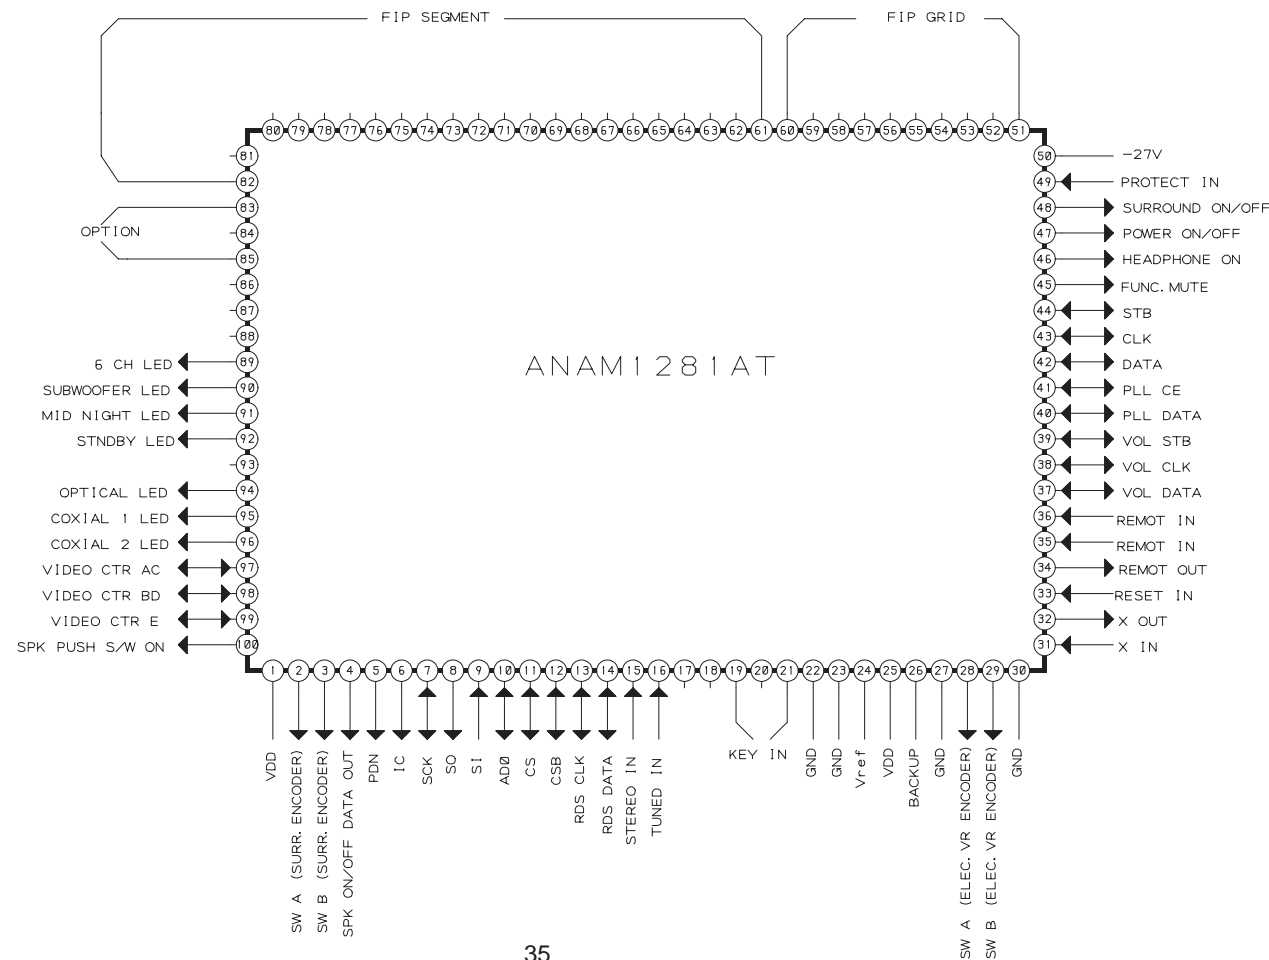 FIP SEGMENT
FIP GRID
80 79 78 77 76 75 74 73 72 71 70 69 68 67 66 65 64 63 62 61 60 59 58 57 56 55 54 53 52 51
81
82
83
OPTION
84
85
86
87
88
6 CH LED 89
SUBWOOFER LED 90
MID NIGHT LED 91
STNDBY LED 92
93
OPTICAL LED 94
COXIAL 1 LED 95
COXIAL 2 LED 96
VIDEO CTR AC 97
VIDEO CTR BD 98
VIDEO CTR E 99
SPK PUSH S/W ON 100
ANAM1281AT
50 -27V
49 PROTECT IN
48 SURROUND ON/OFF
47 POWER ON/OFF
46 HEADPHONE ON
45 FUNC.MUTE
44 STB
43 CLK
42 DATA
41 PLL CE
40 PLL DATA
39 VOL STB
38 VOL CLK
37 VOL DATA
36 REMOT IN
35 REMOT IN
34 REMOT OUT
33 RESET IN
32 X OUT
31 X IN
1 2 3 4 5 6 7 8 9 10 11 12 13 14 15 16 17 18 19 20 21 22 23 24 25 26 27 28 29 30
VDD
SW A (SURR. ENCODER)
SW B (SURR. ENCODER)
SPK ON/OFF DATA OUT
PDN
IC
SCK
SO
SI
AD0
CS
CSB
RDS CLK
RDS DATA
STEREO IN
TUNED IN
KEY IN
GND
GND
Vref
VDD
BACKUP
GND
SW A (ELEC. VR ENCODER)
SW B (ELEC. VR ENCODER)
GND
35